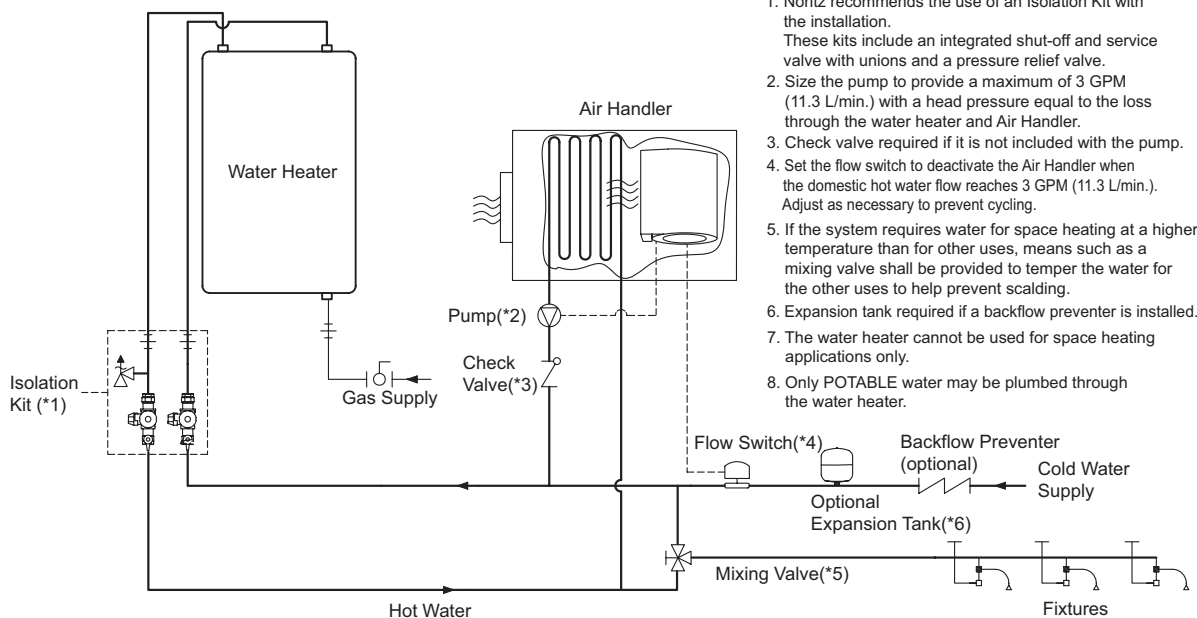 1. Noritz recommends the use of an Isolation Kit with
the installation.
These kits include an integrated shut-off and service
valve with unions and a pressure relief valve.
2. Size the pump to provide a maximum of 3 GPM
(11.3 L/min.) with a head pressure equal to the loss
through the water heater and Air Handler.
3. Check valve required if it is not included with the pump.
4. Set the flow switch to deactivate the Air Handler when
the domestic hot water flow reaches 3 GPM (11.3 L/min.).
Adjust as necessary to prevent cycling.
5. If the system requires water for space heating at a higher
temperature than for other uses, means such as a
mixing valve shall be provided to temper the water for
the other uses to help prevent scalding.
6. Expansion tank required if a backflow preventer is installed.
7. The water heater cannot be used for space heating
applications only.
8. Only POTABLE water may be plumbed through
the water heater.
Air Handler
Water Heater
Pump(*2)
Check
Valve(*3)
Isolation
Kit (*1)
Gas Supply
Flow Switch(*4)
Backflow Preventer
(optional)
Cold Water
Supply
Optional
Expansion Tank(*6)
Mixing Valve(*5)
Hot Water
Fixtures